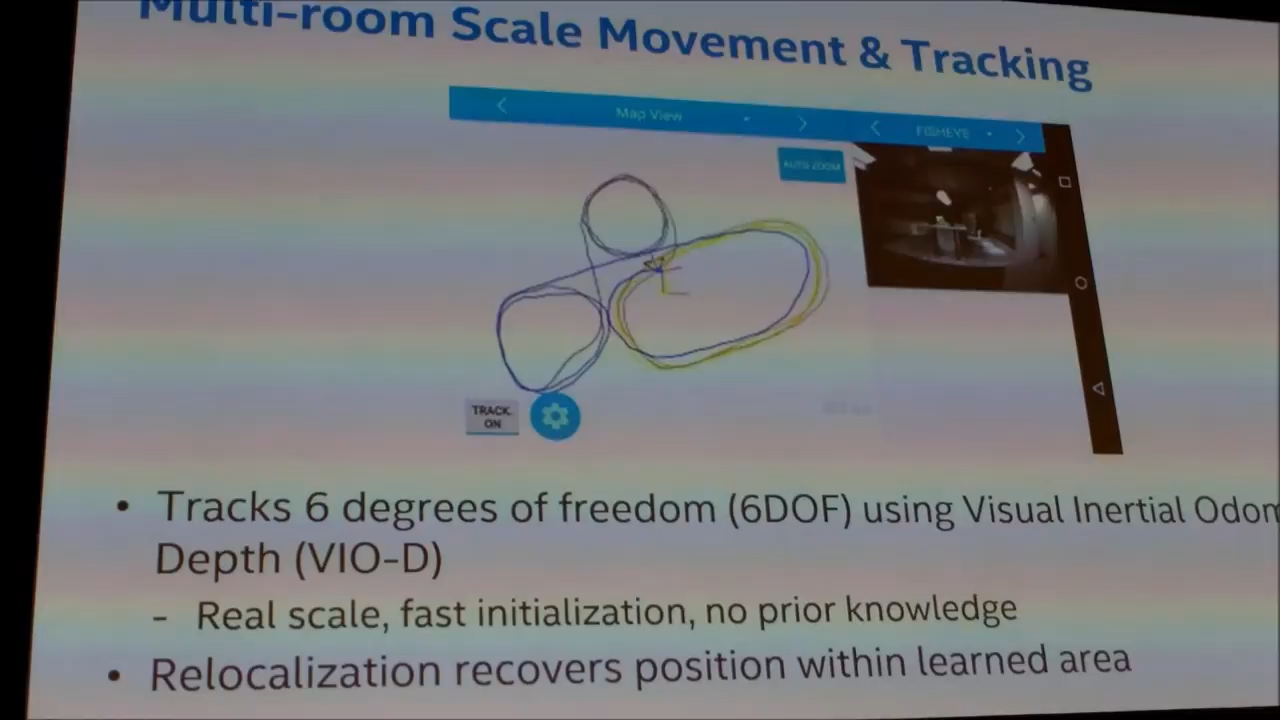 Multi-room Scale Movement & Tracking
Map View
FISHEYE
AUTO ZOOM
TRACK
ON
• Tracks 6 degrees of freedom (6DOF) using Visual Inertial Odom
Depth (VIO-D)
- Real scale, fast initialization, no prior knowledge
• Relocalization recovers position within learned area